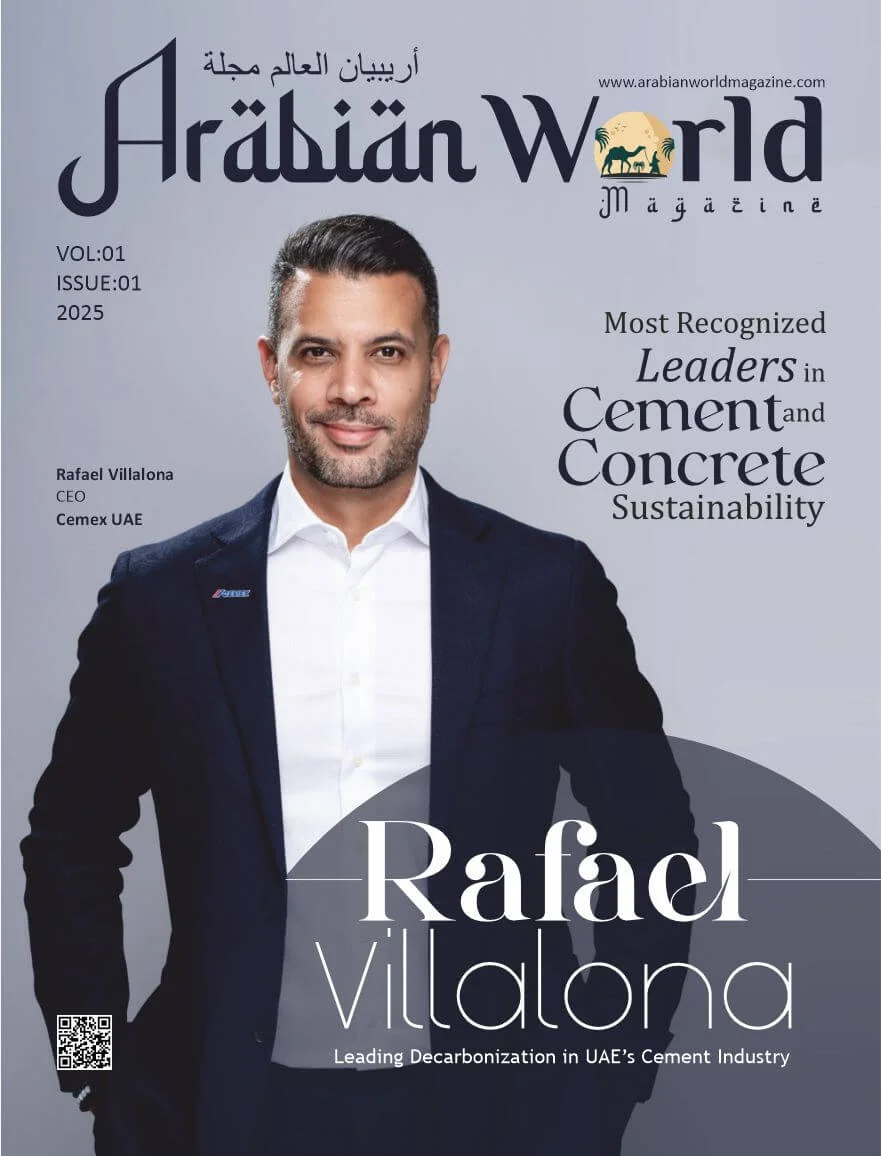 أريبيان العالم مجلة
www.arabianworldmagazine.com
Arabian World
Magazine
VOL:01
ISSUE:01
2025
Most Recognized
Leaders in
Cement and
Concrete
Sustainability
Rafael Villalona
CEO
Cemex UAE
Rafael
Villalona
Leading Decarbonization in UAE's Cement Industry